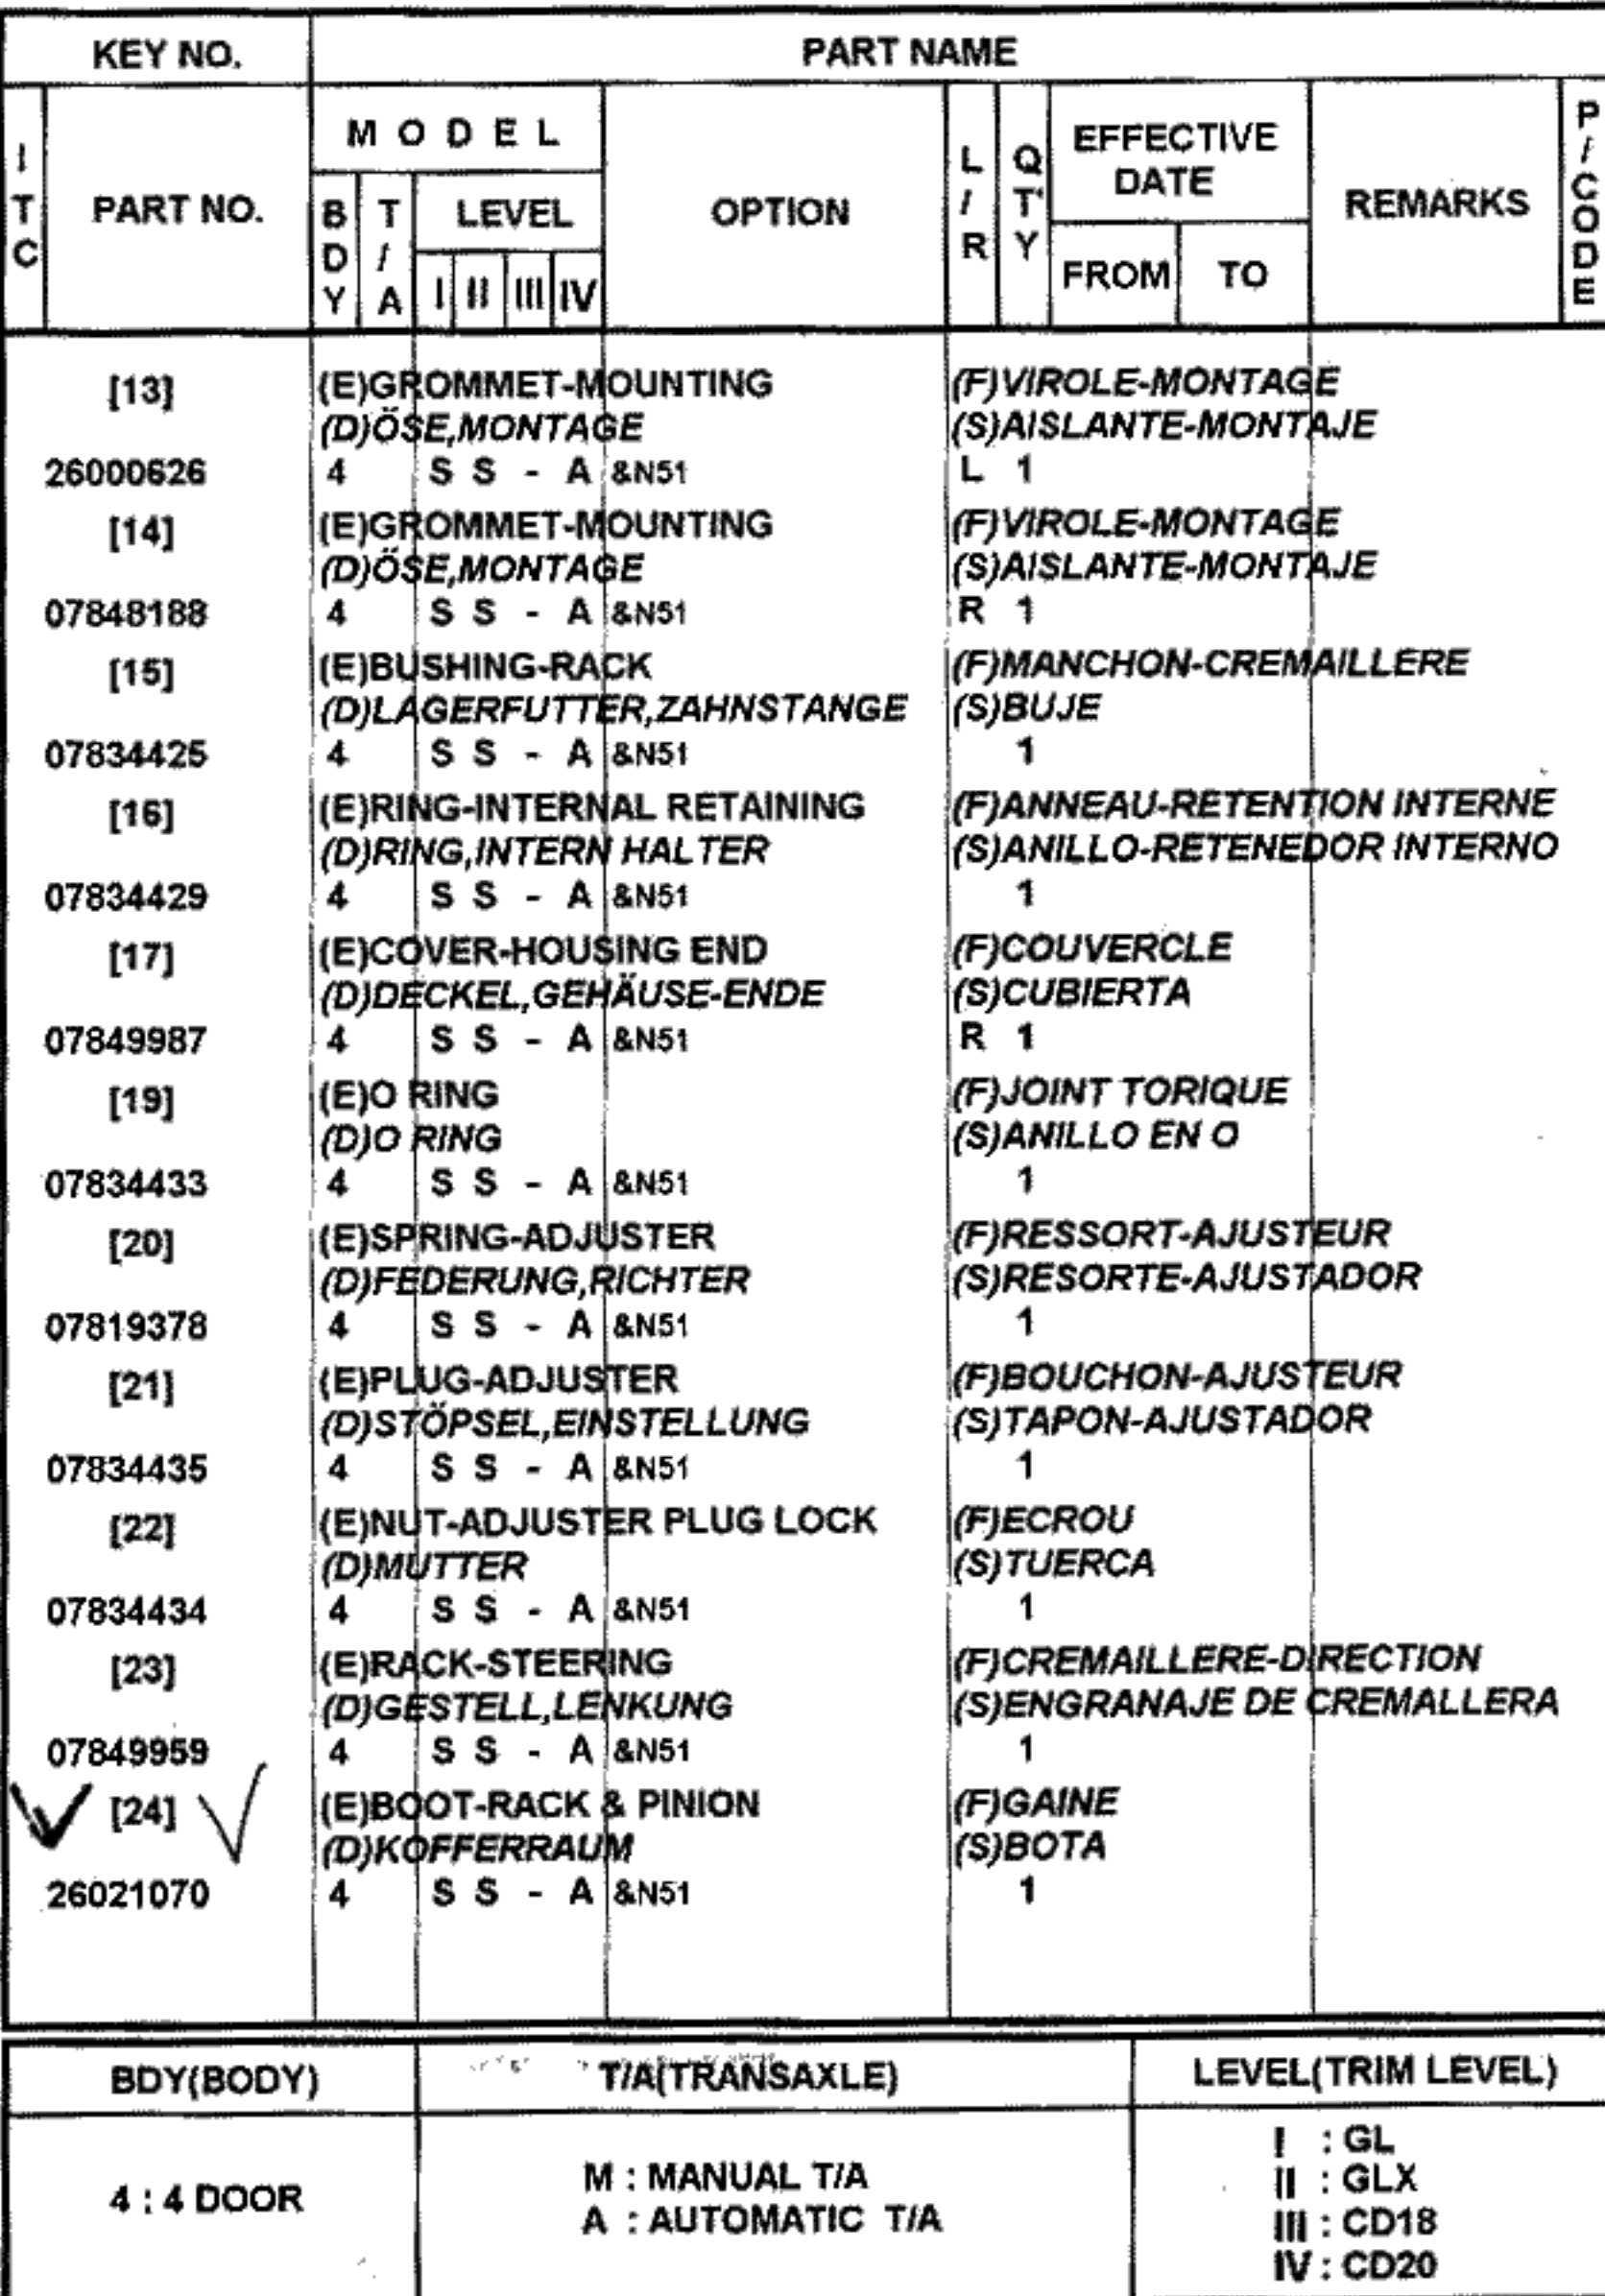 KEY NO. PART NAME
ITC PART NO. MODEL OPTION L/R QTY EFFECTIVE DATE REMARKS P/CODE
BDY T/A LEVEL FROM TO
I II III IV
[13] (E)GROMMET-MOUNTING (F)VIROLE-MONTAGE
(D)ÖSE,MONTAGE (S)AISLANTE-MONTAJE
26000626 4 S S - A &N51 L 1
[14] (E)GROMMET-MOUNTING (F)VIROLE-MONTAGE
(D)ÖSE,MONTAGE (S)AISLANTE-MONTAJE
07848188 4 S S - A &N51 R 1
[15] (E)BUSHING-RACK (F)MANCHON-CREMAILLERE
(D)LAGERFUTTER,ZAHNSTANGE (S)BUJE
07834425 4 S S - A &N51 1
[16] (E)RING-INTERNAL RETAINING (F)ANNEAU-RETENTION INTERNE
(D)RING,INTERN HALTER (S)ANILLO-RETENEDOR INTERNO
07834429 4 S S - A &N51 1
[17] (E)COVER-HOUSING END (F)COUVERCLE
(D)DECKEL,GEHÄUSE-ENDE (S)CUBIERTA
07849987 4 S S - A &N51 R 1
[19] (E)O RING (F)JOINT TORIQUE
(D)O RING (S)ANILLO EN O
07834433 4 S S - A &N51 1
[20] (E)SPRING-ADJUSTER (F)RESSORT-AJUSTEUR
(D)FEDERUNG,RICHTER (S)RESORTE-AJUSTADOR
07819378 4 S S - A &N51 1
[21] (E)PLUG-ADJUSTER (F)BOUCHON-AJUSTEUR
(D)STÖPSEL,EINSTELLUNG (S)TAPON-AJUSTADOR
07834435 4 S S - A &N51 1
[22] (E)NUT-ADJUSTER PLUG LOCK (F)ECROU
(D)MUTTER (S)TUERCA
07834434 4 S S - A &N51 1
[23] (E)RACK-STEERING (F)CREMAILLERE-DIRECTION
(D)GESTELL,LENKUNG (S)ENGRANAJE DE CREMALLERA
07849959 4 S S - A &N51 1
[24] (E)BOOT-RACK & PINION (F)GAINE
(D)KOFFERRAUM (S)BOTA
26021070 4 S S - A &N51 1
BDY(BODY) T/A(TRANSAXLE) LEVEL(TRIM LEVEL)
4 : 4 DOOR M : MANUAL T/A I : GL
A : AUTOMATIC T/A II : GLX
III : CD18
IV : CD20